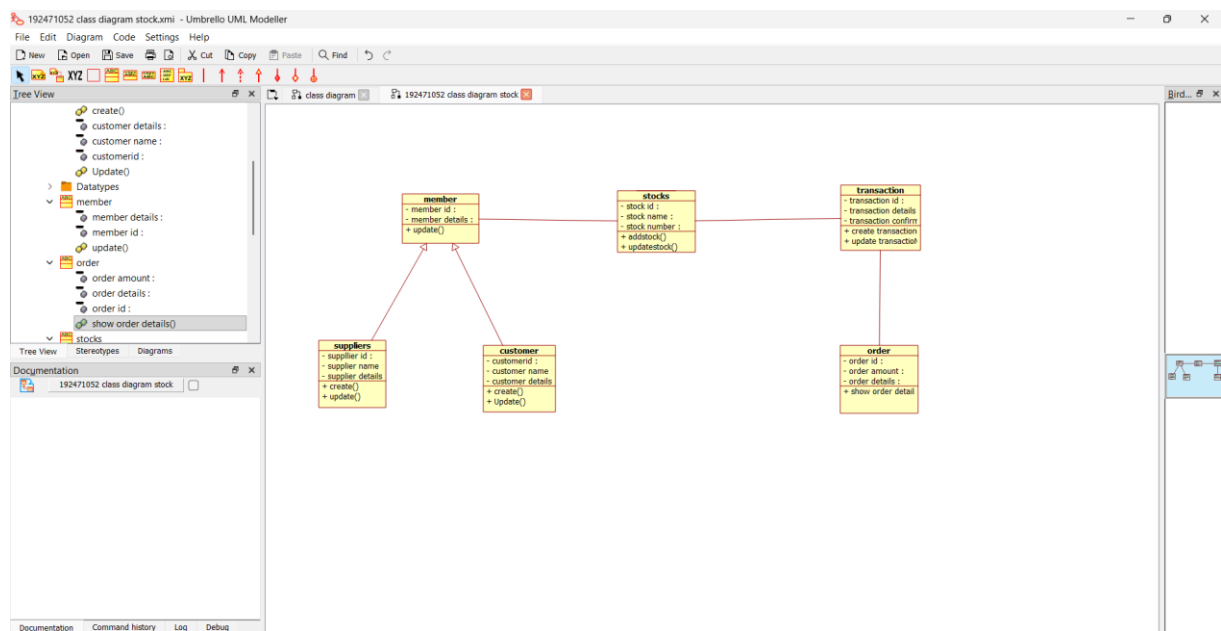 192471052 class diagram stock.xmi - Umbrello UML Modeller
File Edit Diagram Code Settings Help
New Open Save Cut Copy Paste Find
XYZ XYZ
Tree View
class diagram
192471052 class diagram stock
Bird...
create()
customer details :
customer name :
customerid :
Update()
Datatypes
member
member details :
member id :
update()
order
order amount :
order details :
order id :
show order details()
stocks
Tree View Stereotypes Diagrams
Documentation
192471052 class diagram stock
Documentation Command history Log Debug
member
- member id :
- member details :
+ update()
stocks
- stock id :
- stock name :
- stock number :
+ addstock()
+ updatestock()
transaction
- transaction id :
- transaction details
- transaction confirm
+ create transaction
+ update transaction
suppliers
- suppllier id :
- supplier name
- supplier details
+ create()
+ update()
customer
- customerid :
- customer name
- customer details
+ create()
+ Update()
order
- order id :
- order amount :
- order details :
+ show order detail